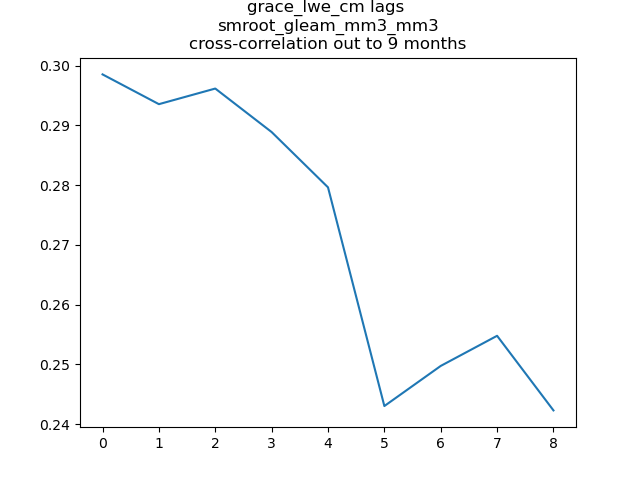 grace_lwe_cm lags
smroot_gleam_mm3_mm3
cross-correlation out to 9 months
0.30
0.29
0.28
0.27
0.26
0.25
0.24
0 1 2 3 4 5 6 7 8